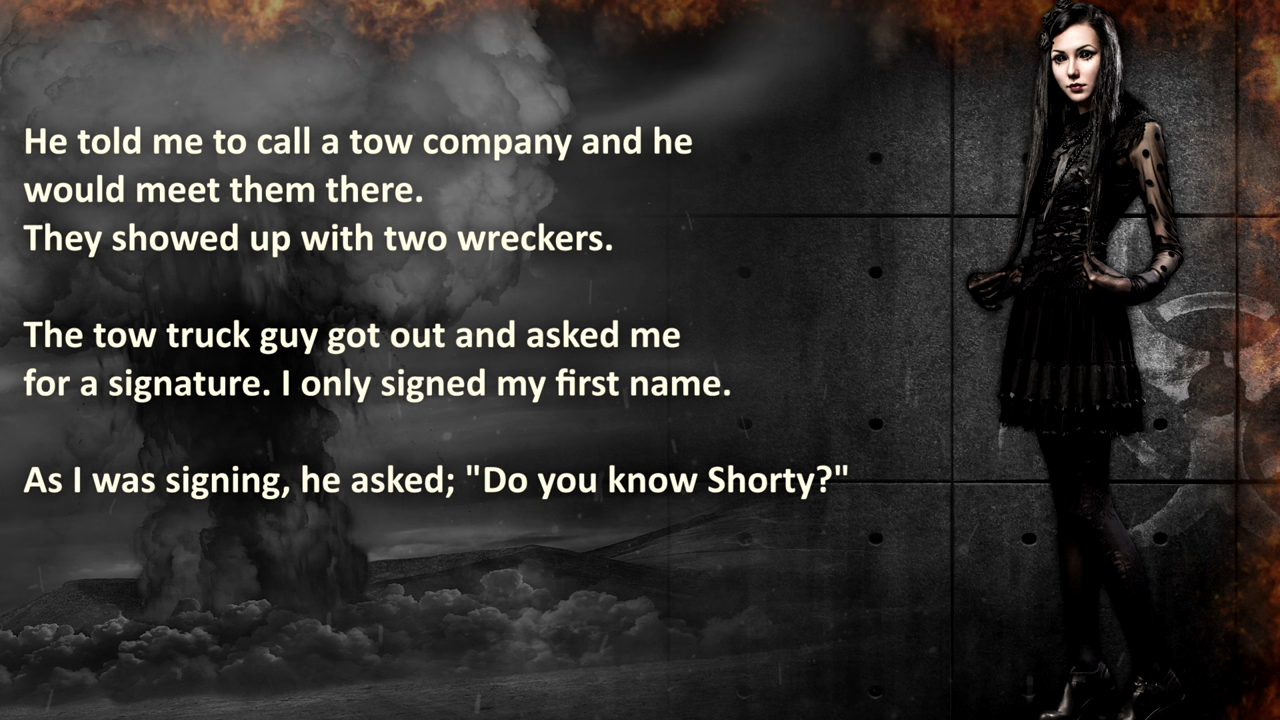 He told me to call a tow company and he
would meet them there.
They showed up with two wreckers.
The tow truck guy got out and asked me
for a signature. I only signed my first name.
As I was signing, he asked; "Do you know Shorty?"